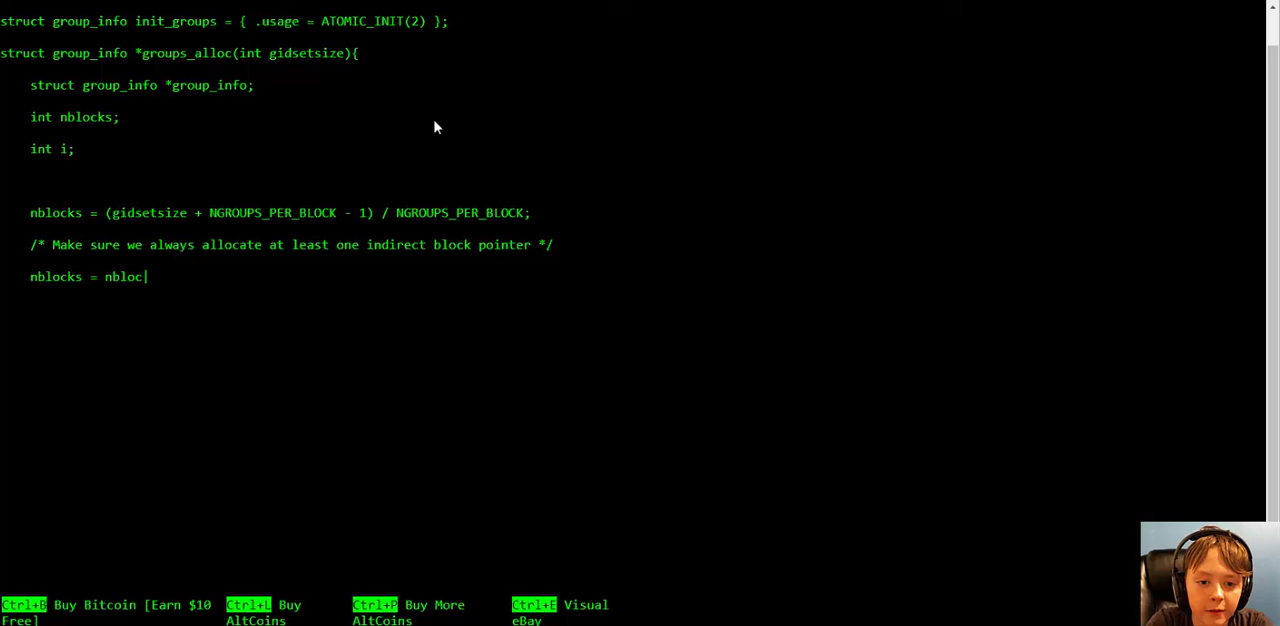 struct group_info init_groups = { .usage = ATOMIC_INIT(2) };
struct group_info *groups_alloc(int gidsetsize){
struct group_info *group_info;
int nblocks;
int i;
nblocks = (gidsetsize + NGROUPS_PER_BLOCK - 1) / NGROUPS_PER_BLOCK;
/* Make sure we always allocate at least one indirect block pointer */
nblocks = nbloc
Ctrl+B Buy Bitcoin [Earn $10 Free]
Ctrl+L Buy AltCoins
Ctrl+P Buy More AltCoins
Ctrl+E Visual eBay